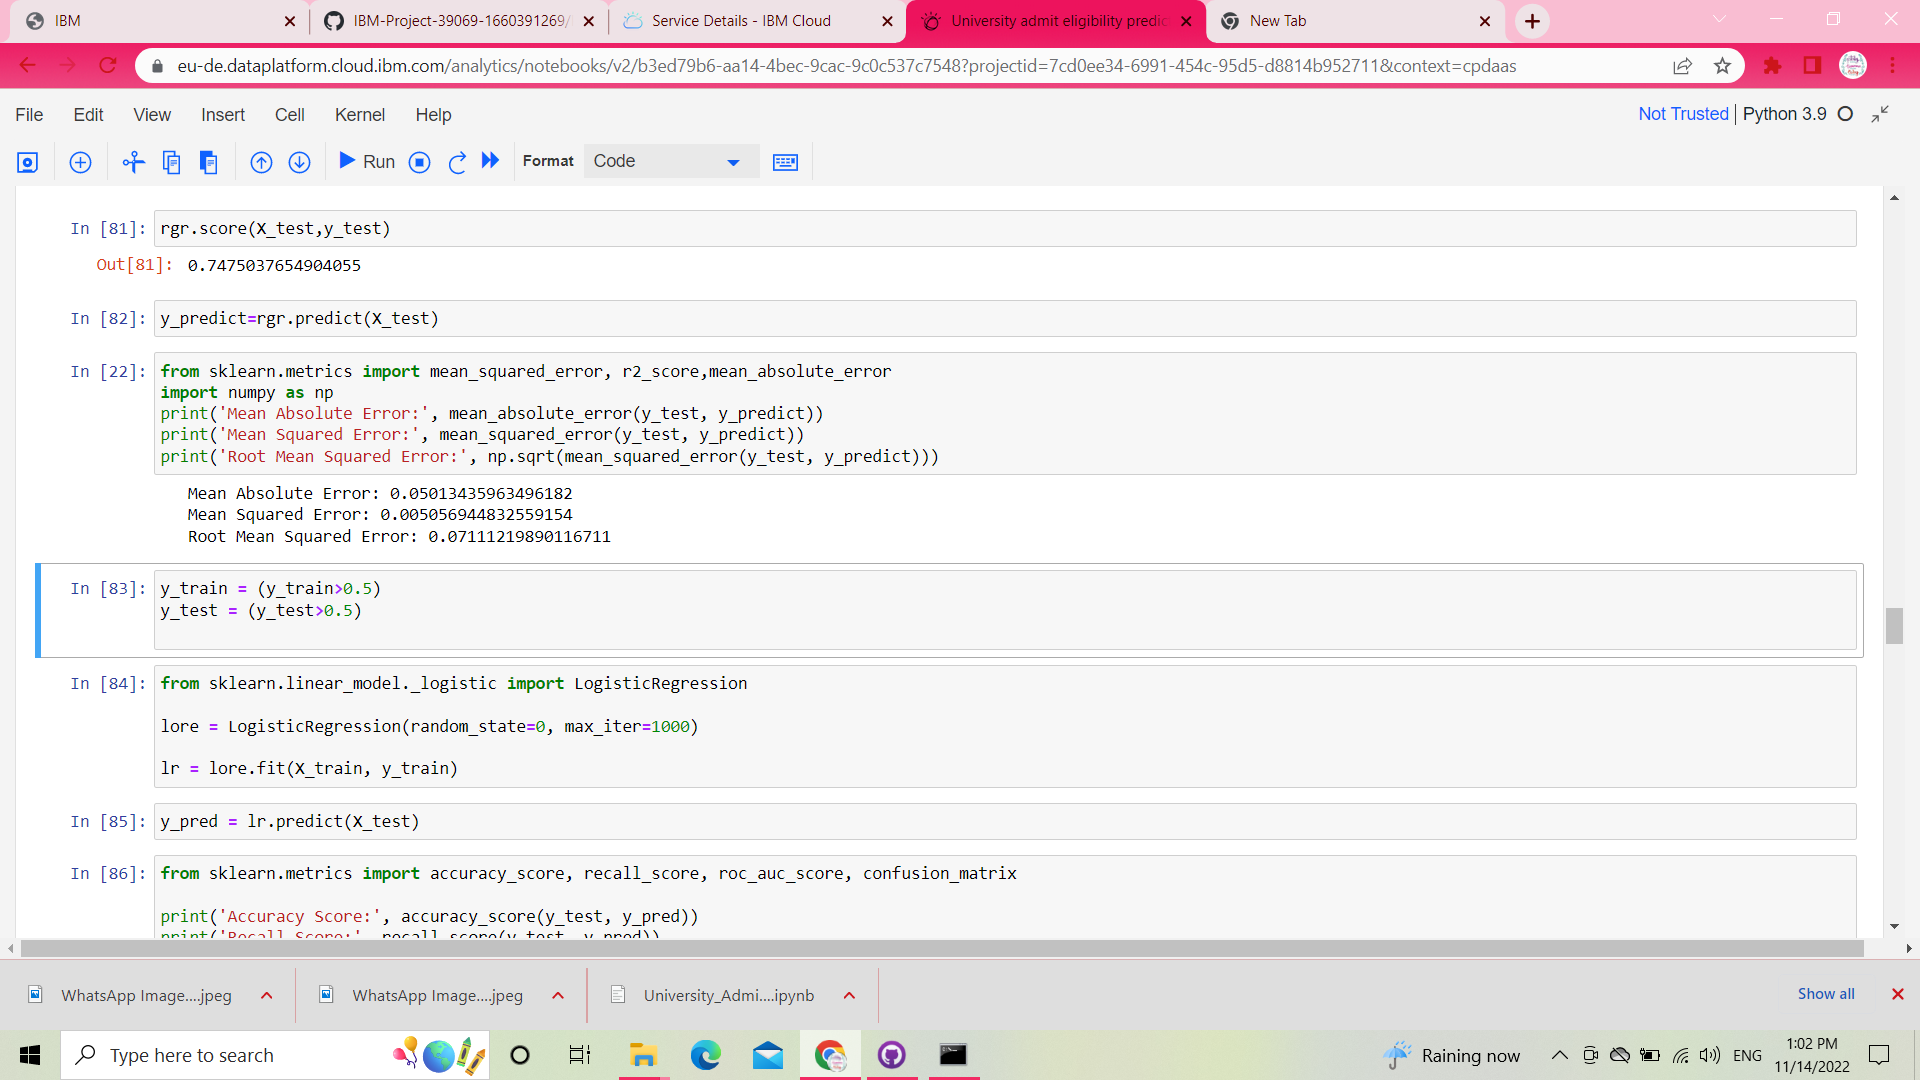 IBM
IBM-Project-39069-1660391269/
Service Details - IBM Cloud
University admit eligibility predic
New Tab
eu-de.dataplatform.cloud.ibm.com/analytics/notebooks/v2/b3ed79b6-aa14-4bec-9cac-9c0c537c7548?projectid=7cd0ee34-6991-454c-95d5-d8814b952711&context=cpdaas
File Edit View Insert Cell Kernel Help
Not Trusted Python 3.9
Run Format Code
In [81]: rgr.score(X_test,y_test)
Out[81]: 0.7475037654904055
In [82]: y_predict=rgr.predict(X_test)
In [22]: from sklearn.metrics import mean_squared_error, r2_score,mean_absolute_error
import numpy as np
print('Mean Absolute Error:', mean_absolute_error(y_test, y_predict))
print('Mean Squared Error:', mean_squared_error(y_test, y_predict))
print('Root Mean Squared Error:', np.sqrt(mean_squared_error(y_test, y_predict)))
Mean Absolute Error: 0.05013435963496182
Mean Squared Error: 0.005056944832559154
Root Mean Squared Error: 0.07111219890116711
In [83]: y_train = (y_train>0.5)
y_test = (y_test>0.5)
In [84]: from sklearn.linear_model._logistic import LogisticRegression
lore = LogisticRegression(random_state=0, max_iter=1000)
lr = lore.fit(X_train, y_train)
In [85]: y_pred = lr.predict(X_test)
In [86]: from sklearn.metrics import accuracy_score, recall_score, roc_auc_score, confusion_matrix
print('Accuracy Score:', accuracy_score(y_test, y_pred))
print('Recall Score:', recall_score(y_test, y_pred))
WhatsApp Image....jpeg
WhatsApp Image....jpeg
University_Admi....ipynb
Show all
Type here to search
Raining now
ENG
1:02 PM
11/14/2022